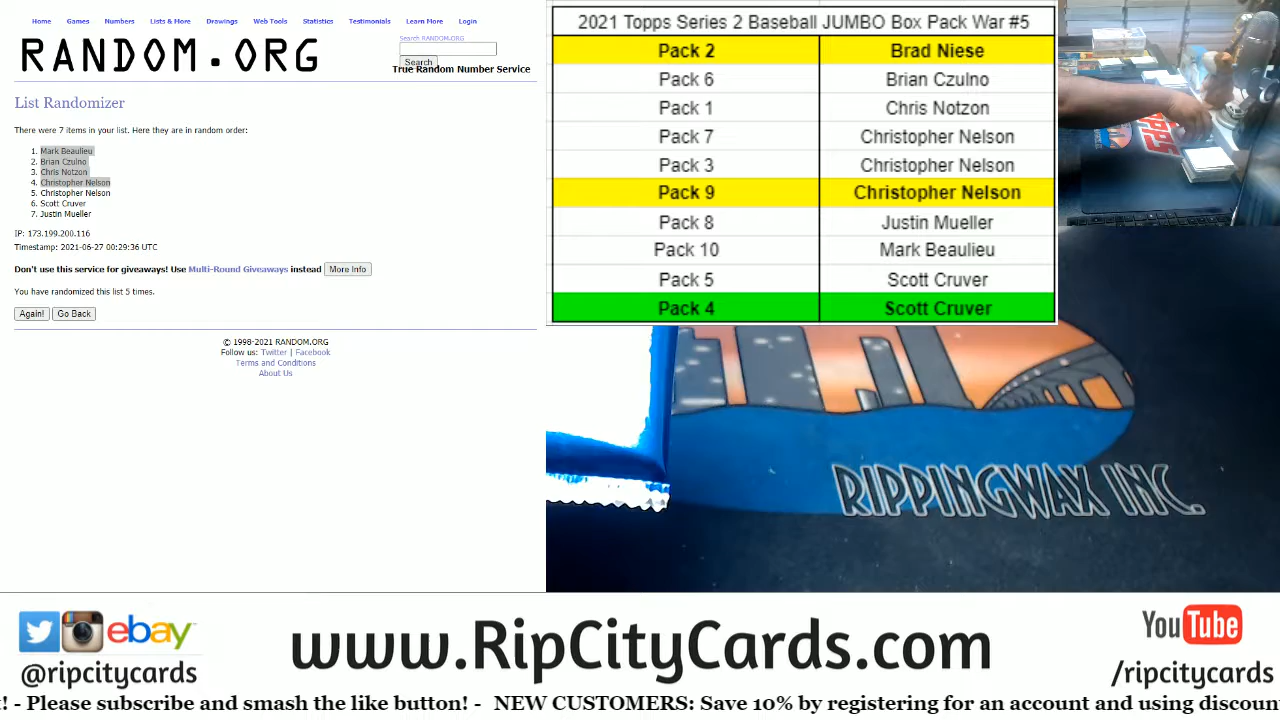 Home Games Numbers Lists & More Drawings Web Tools Statistics Testimonials Learn More Login
RANDOM.ORG
Search RANDOM.ORG
Search
True Random Number Service
List Randomizer
There were 7 items in your list. Here they are in random order:
1. Mark Beaulieu
2. Brian Czulno
3. Chris Notzon
4. Christopher Nelson
5. Christopher Nelson
6. Scott Cruver
7. Justin Mueller
IP: 173.199.200.116
Timestamp: 2021-06-27 00:29:36 UTC
Don't use this service for giveaways! Use Multi-Round Giveaways instead More Info
You have randomized this list 5 times.
Again! Go Back
© 1998-2021 RANDOM.ORG
Follow us: Twitter | Facebook
Terms and Conditions
About Us
2021 Topps Series 2 Baseball JUMBO Box Pack War #5
Pack 2 Brad Niese
Pack 6 Brian Czulno
Pack 1 Chris Notzon
Pack 7 Christopher Nelson
Pack 3 Christopher Nelson
Pack 9 Christopher Nelson
Pack 8 Justin Mueller
Pack 10 Mark Beaulieu
Pack 5 Scott Cruver
Pack 4 Scott Cruver
TOPPS
RIPPINGWAX INC.
ebay
@ripcitycards
www.RipCityCards.com
YouTube
/ripcitycards
! - Please subscribe and smash the like button! - NEW CUSTOMERS: Save 10% by registering for an account and using discoun